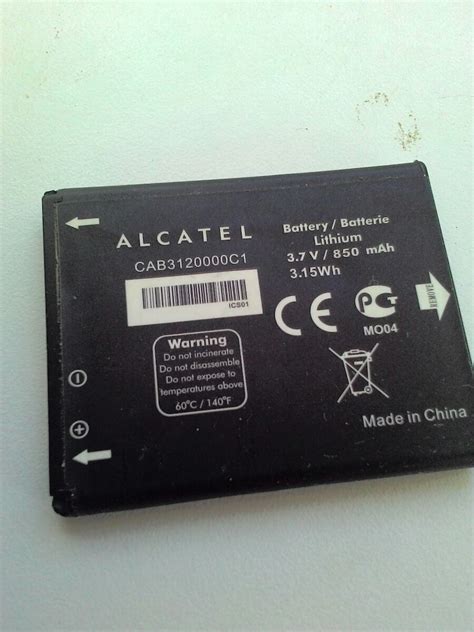 ALCATEL
CAB3120000C1
ICS01
Battery / Batterie
Lithium
3.7 V / 850 mAh
3.15Wh
CE
PCT
MO04
REMOVE
Warning
Do not incinerate
Do not disassemble
Do not expose to
temperatures above
60°C / 140°F
Made in China